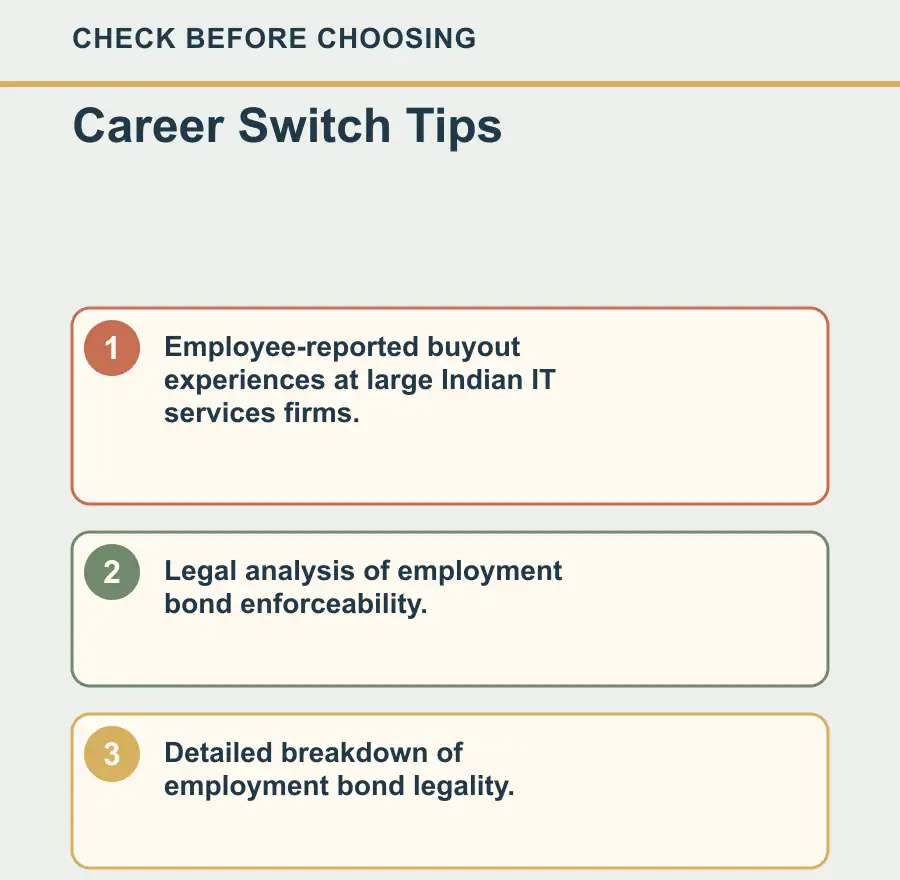 CHECK BEFORE CHOOSING
Career Switch Tips
1
Employee-reported buyout
experiences at large Indian IT
services firms.
2
Legal analysis of employment
bond enforceability.
3
Detailed breakdown of
employment bond legality.